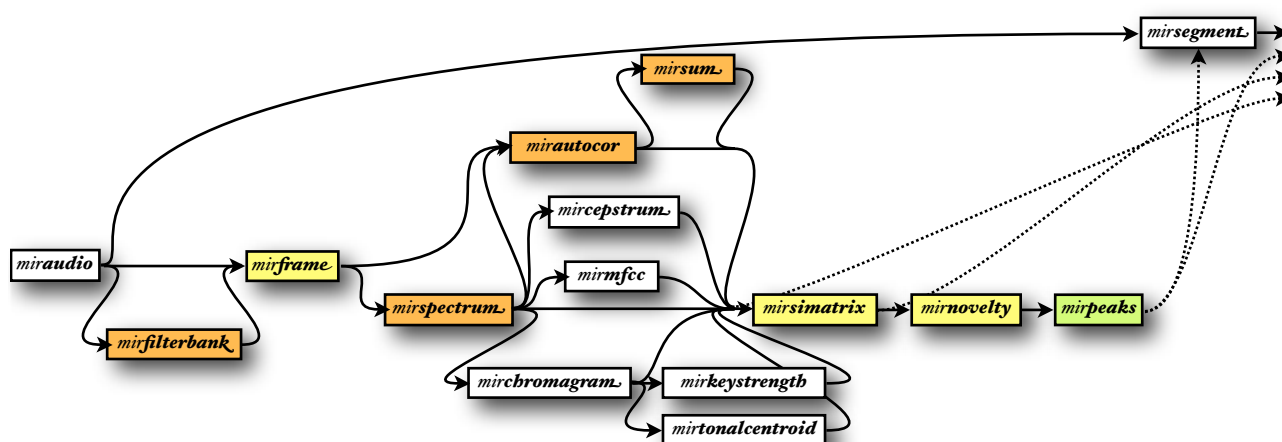 mirsegment
mirsum
mirautocor
mircepstrum
miraudio
mirframe
mirmfcc
mirspectrum
mirsimatrix
mirnovelty
mirpeaks
mirfilterbank
mirchromagram
mirkeystrength
mirtonalcentroid